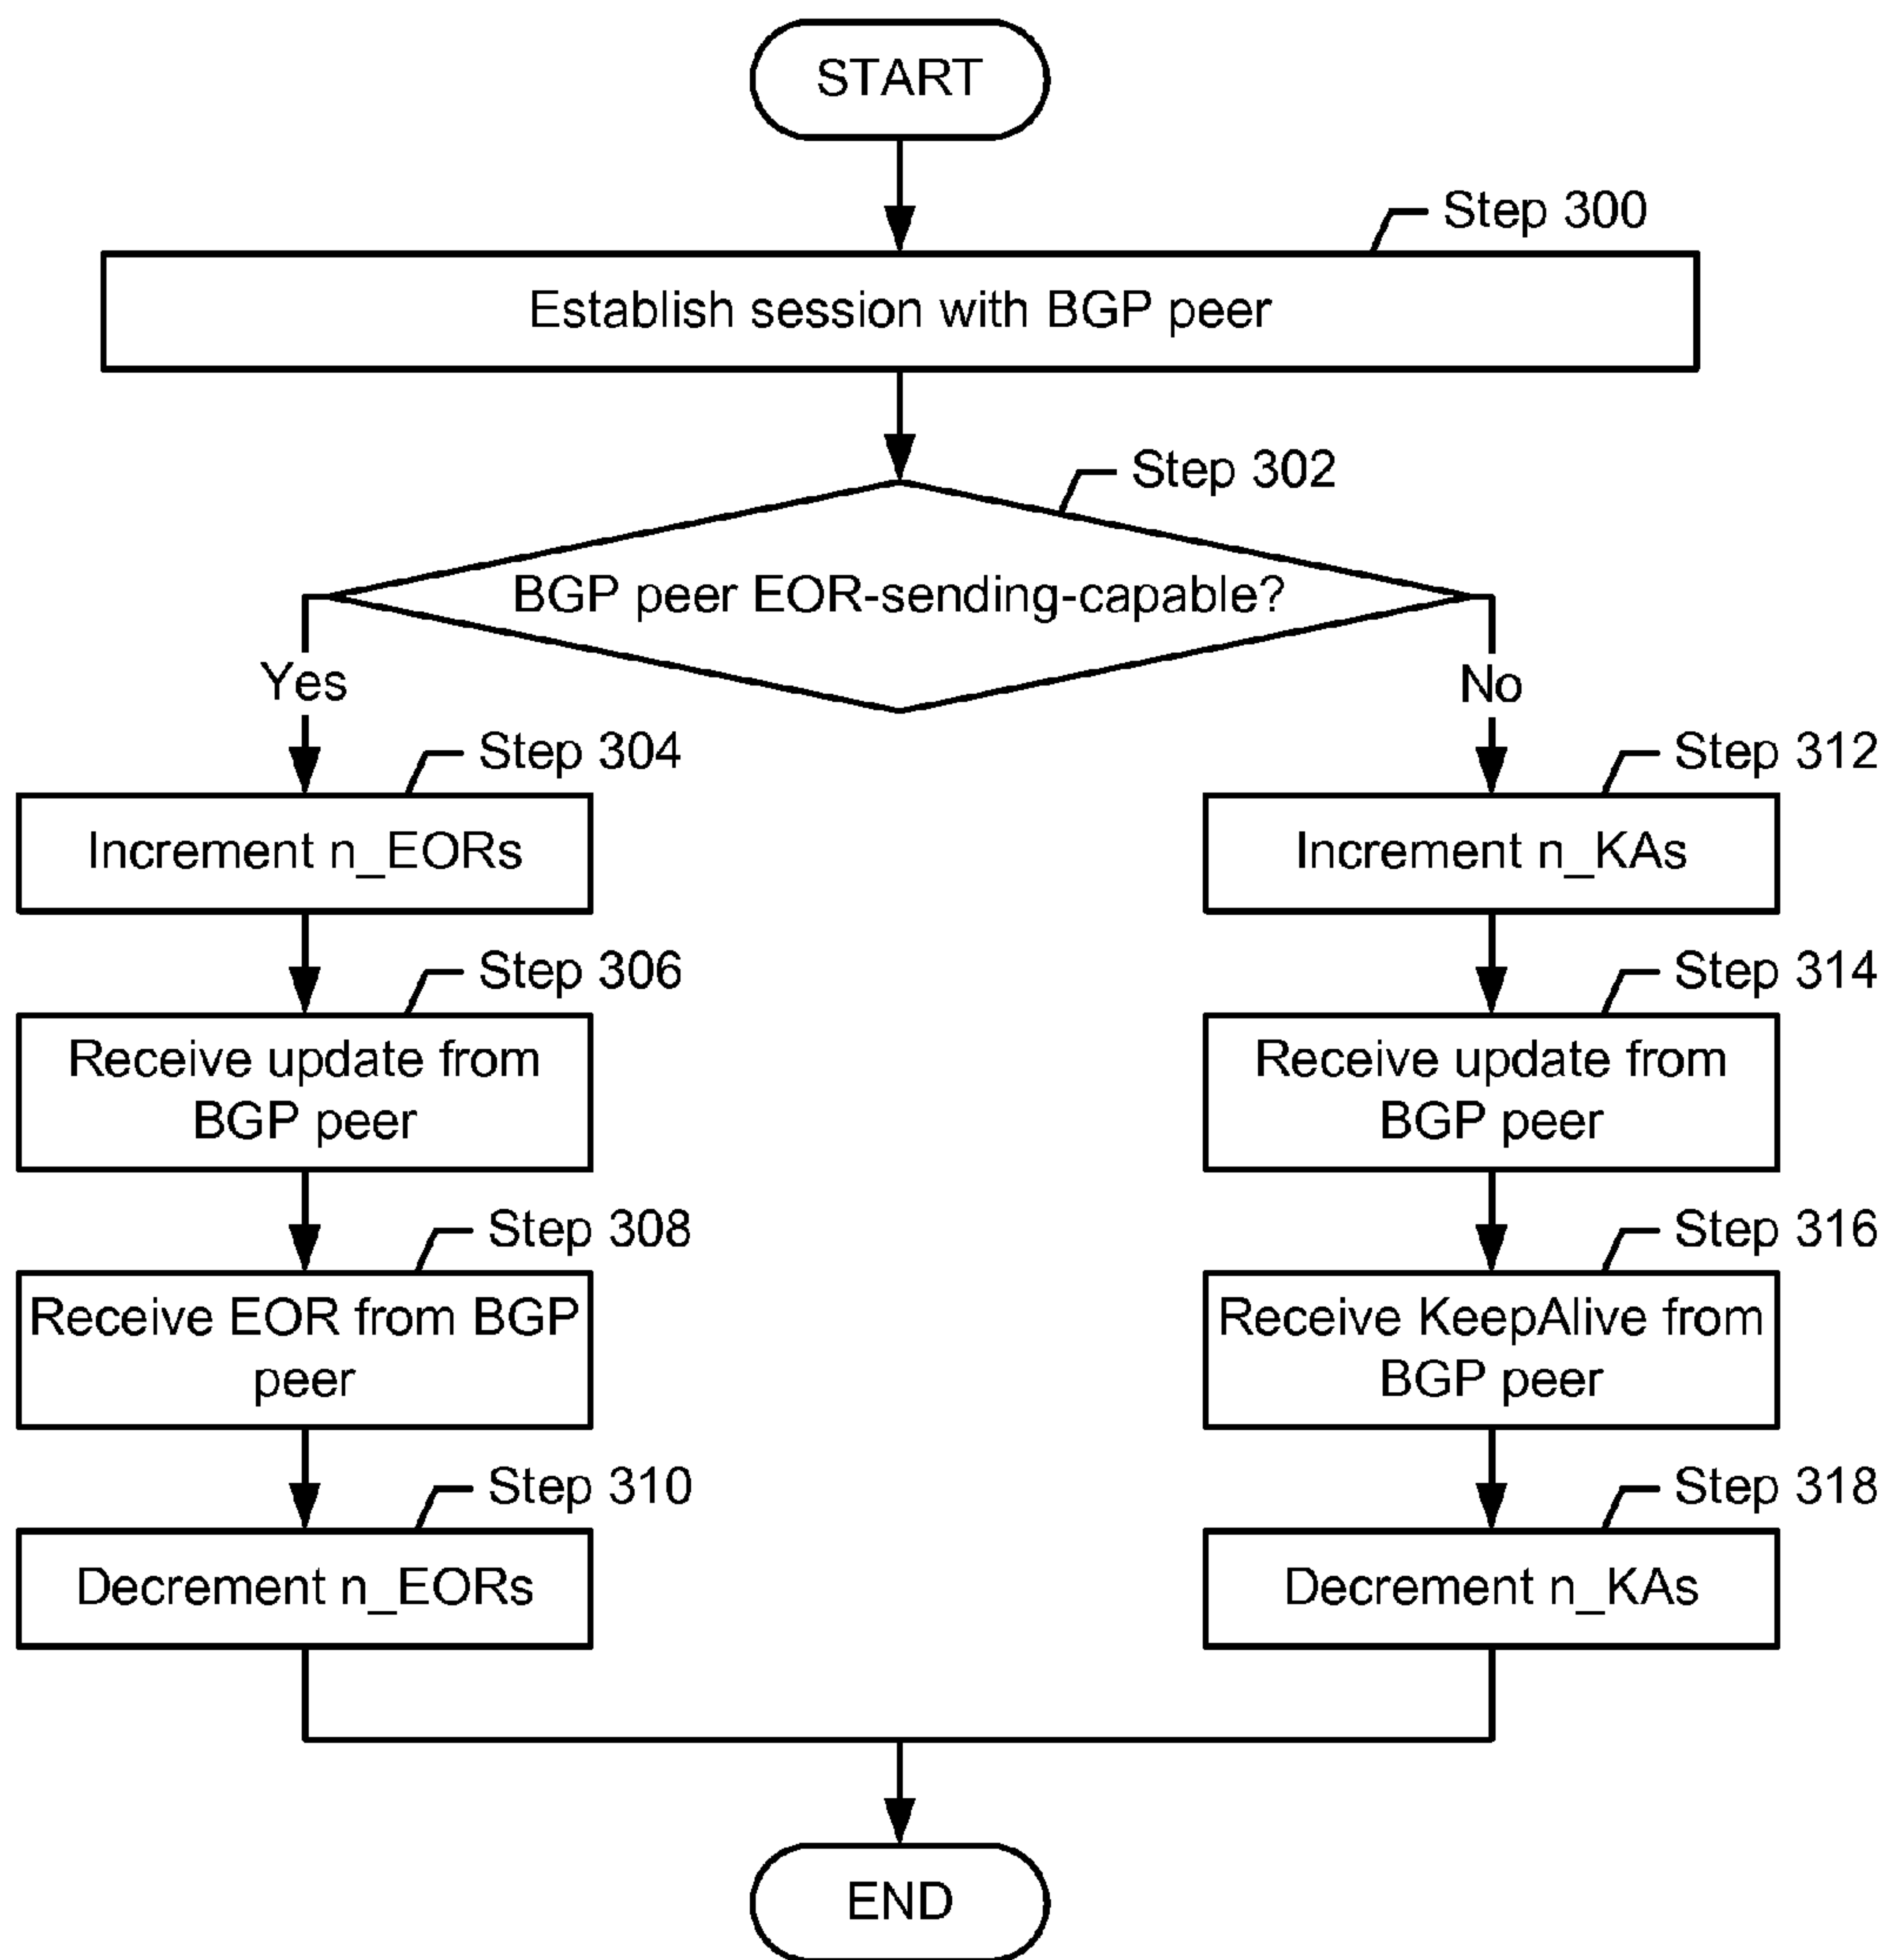 START
Step 300
Establish session with BGP peer
Step 302
BGP peer EOR-sending-capable?
Yes
No
Step 304
Increment n_EORs
Step 306
Receive update from
BGP peer
Step 308
Receive EOR from BGP
peer
Step 310
Decrement n_EORs
Step 312
Increment n_KAs
Step 314
Receive update from
BGP peer
Step 316
Receive KeepAlive from
BGP peer
Step 318
Decrement n_KAs
END